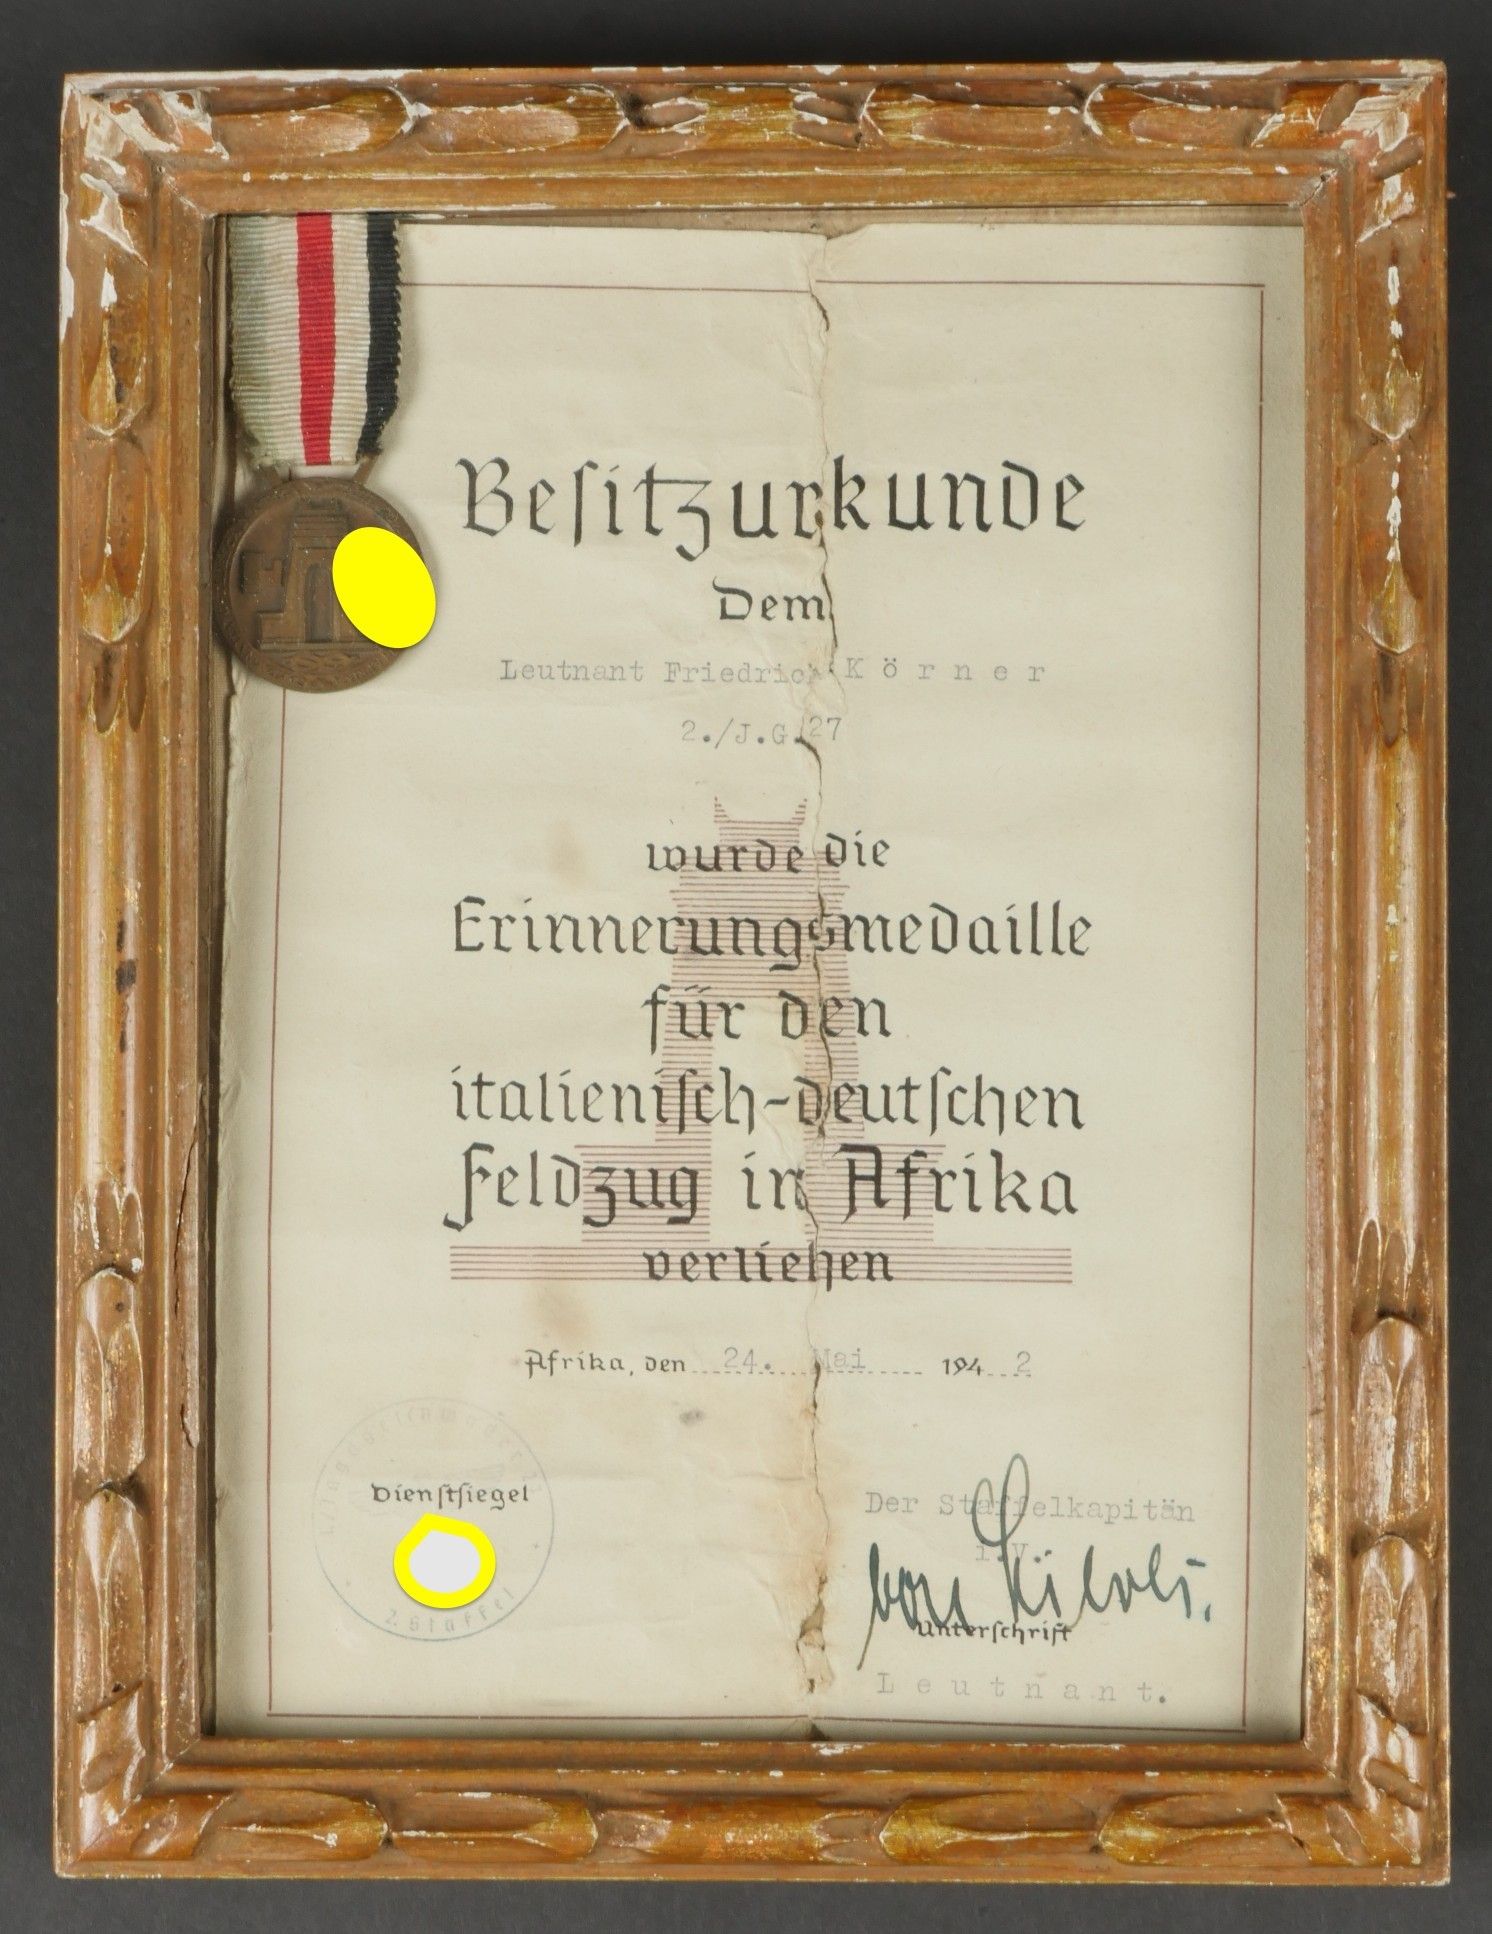 Besitzurkunde
Dem
Leutnant Friedrich Körner
2./J.G.27
wurde die
Erinnerungsmedaille
für den
italienisch-deutschen
Feldzug in Afrika
verliehen
Afrika, den 24. Mai 1942
Dienstsiegel
2. Staffel
Der Staffelkapitän
i.V.
von
Unterschrift
Leutnant.